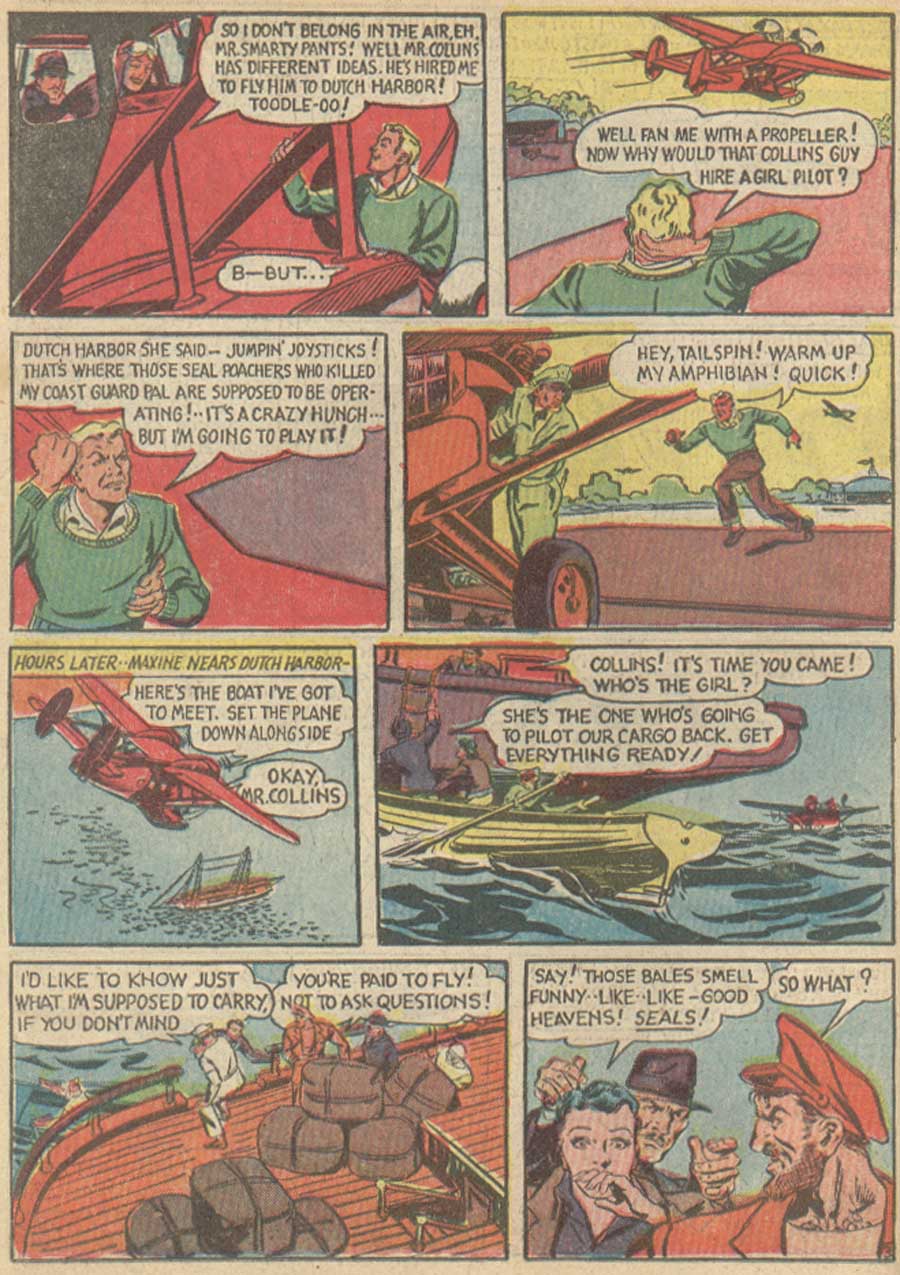 SO I DON'T BELONG IN THE AIR, EH,
MR. SMARTY PANTS! WELL MR. COLLINS
HAS DIFFERENT IDEAS. HE'S HIRED ME
TO FLY HIM TO DUTCH HARBOR!
TOODLE-OO!
B-BUT...
WELL FAN ME WITH A PROPELLER!
NOW WHY WOULD THAT COLLINS GUY
HIRE A GIRL PILOT?
DUTCH HARBOR SHE SAID - JUMPIN' JOYSTICKS!
THAT'S WHERE THOSE SEAL POACHERS WHO KILLED
MY COAST GUARD PAL ARE SUPPOSED TO BE OPER-
ATING!.. IT'S A CRAZY HUNCH...
BUT I'M GOING TO PLAY IT!
HEY, TAILSPIN! WARM UP
MY AMPHIBIAN! QUICK!
HOURS LATER.. MAXINE NEARS DUTCH HARBOR-
HERE'S THE BOAT I'VE GOT
TO MEET. SET THE PLANE
DOWN ALONGSIDE
OKAY,
MR. COLLINS
COLLINS! IT'S TIME YOU CAME!
WHO'S THE GIRL?
SHE'S THE ONE WHO'S GOING
TO PILOT OUR CARGO BACK. GET
EVERYTHING READY!
I'D LIKE TO KNOW JUST
WHAT I'M SUPPOSED TO CARRY,
IF YOU DON'T MIND
YOU'RE PAID TO FLY!
NOT TO ASK QUESTIONS!
SAY! THOSE BALES SMELL
FUNNY..LIKE..LIKE - GOOD
HEAVENS! SEALS!
SO WHAT?